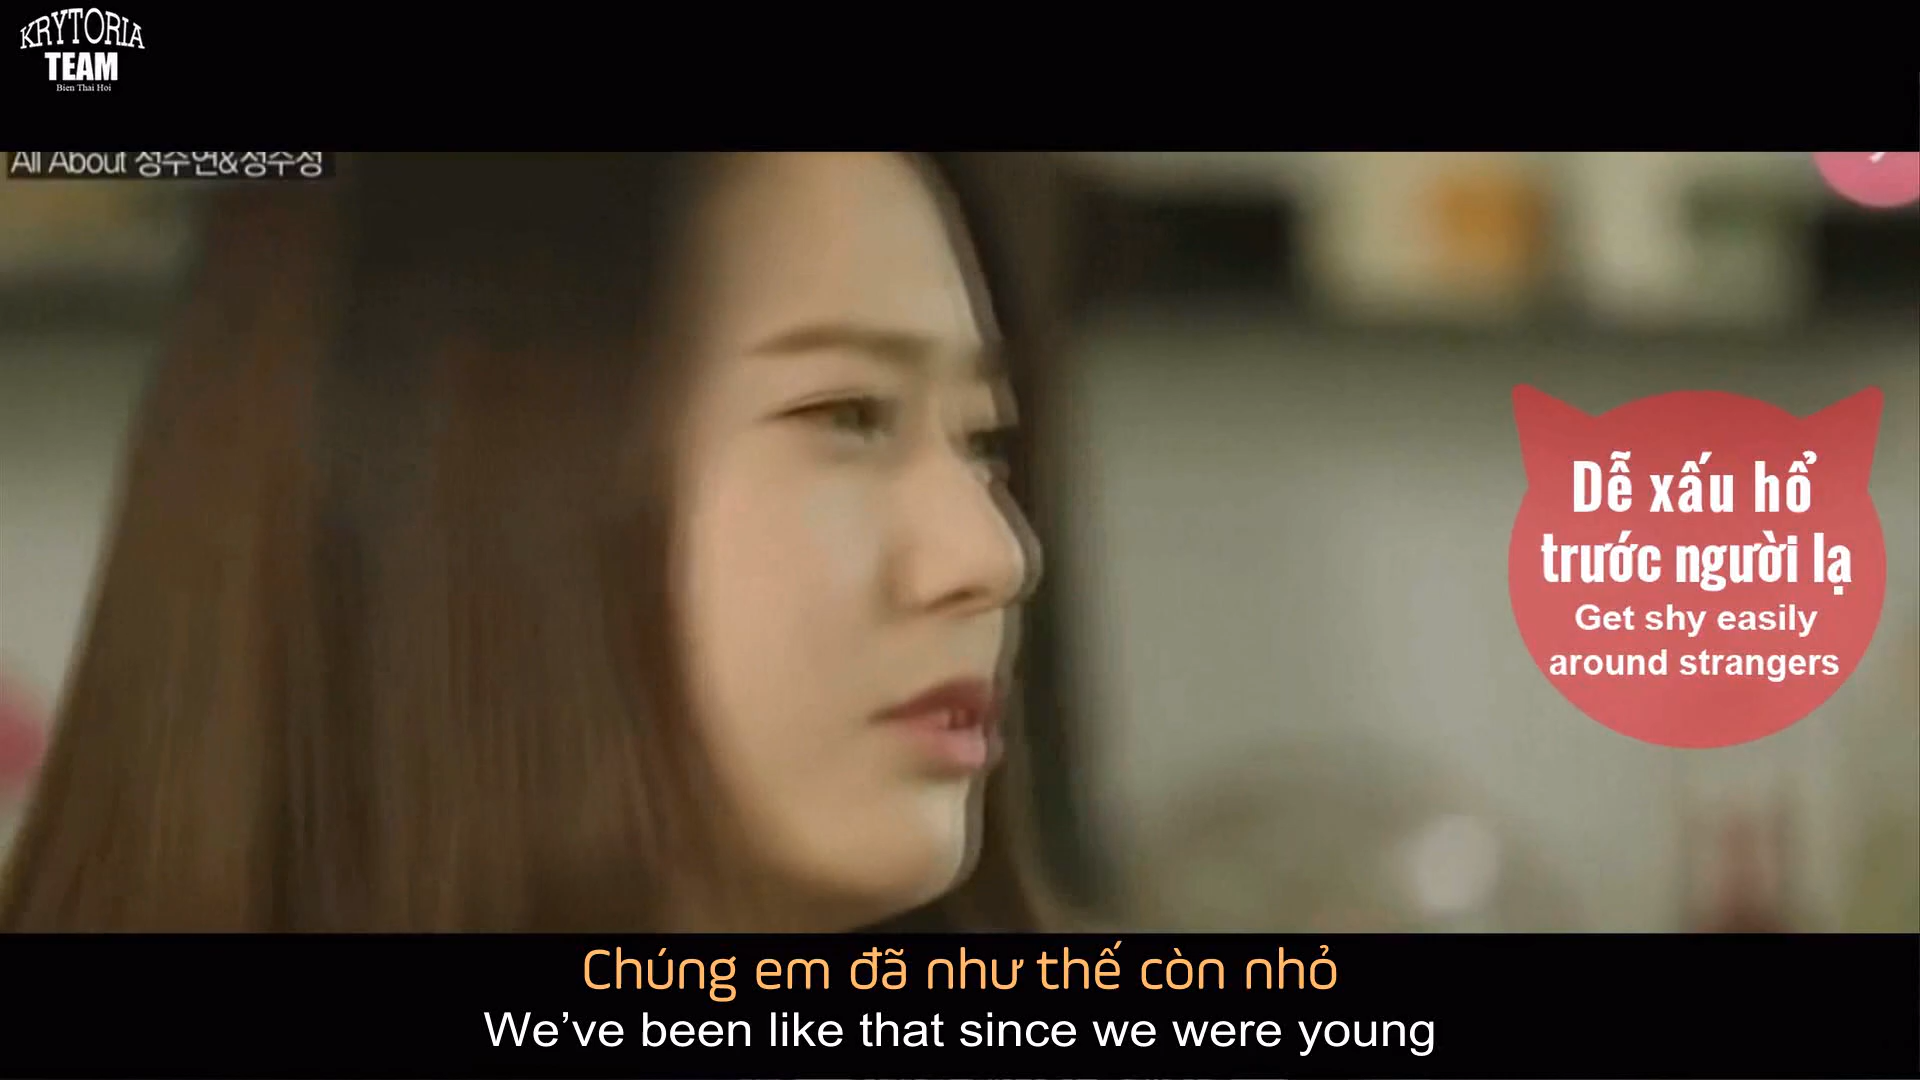 KRYTORIA
TEAM
Bien Thai Hoi
All About 정수연&정수정
Dễ xấu hổ
trước người lạ
Get shy easily
around strangers
Chúng em đã như thế còn nhỏ
We’ve been like that since we were young